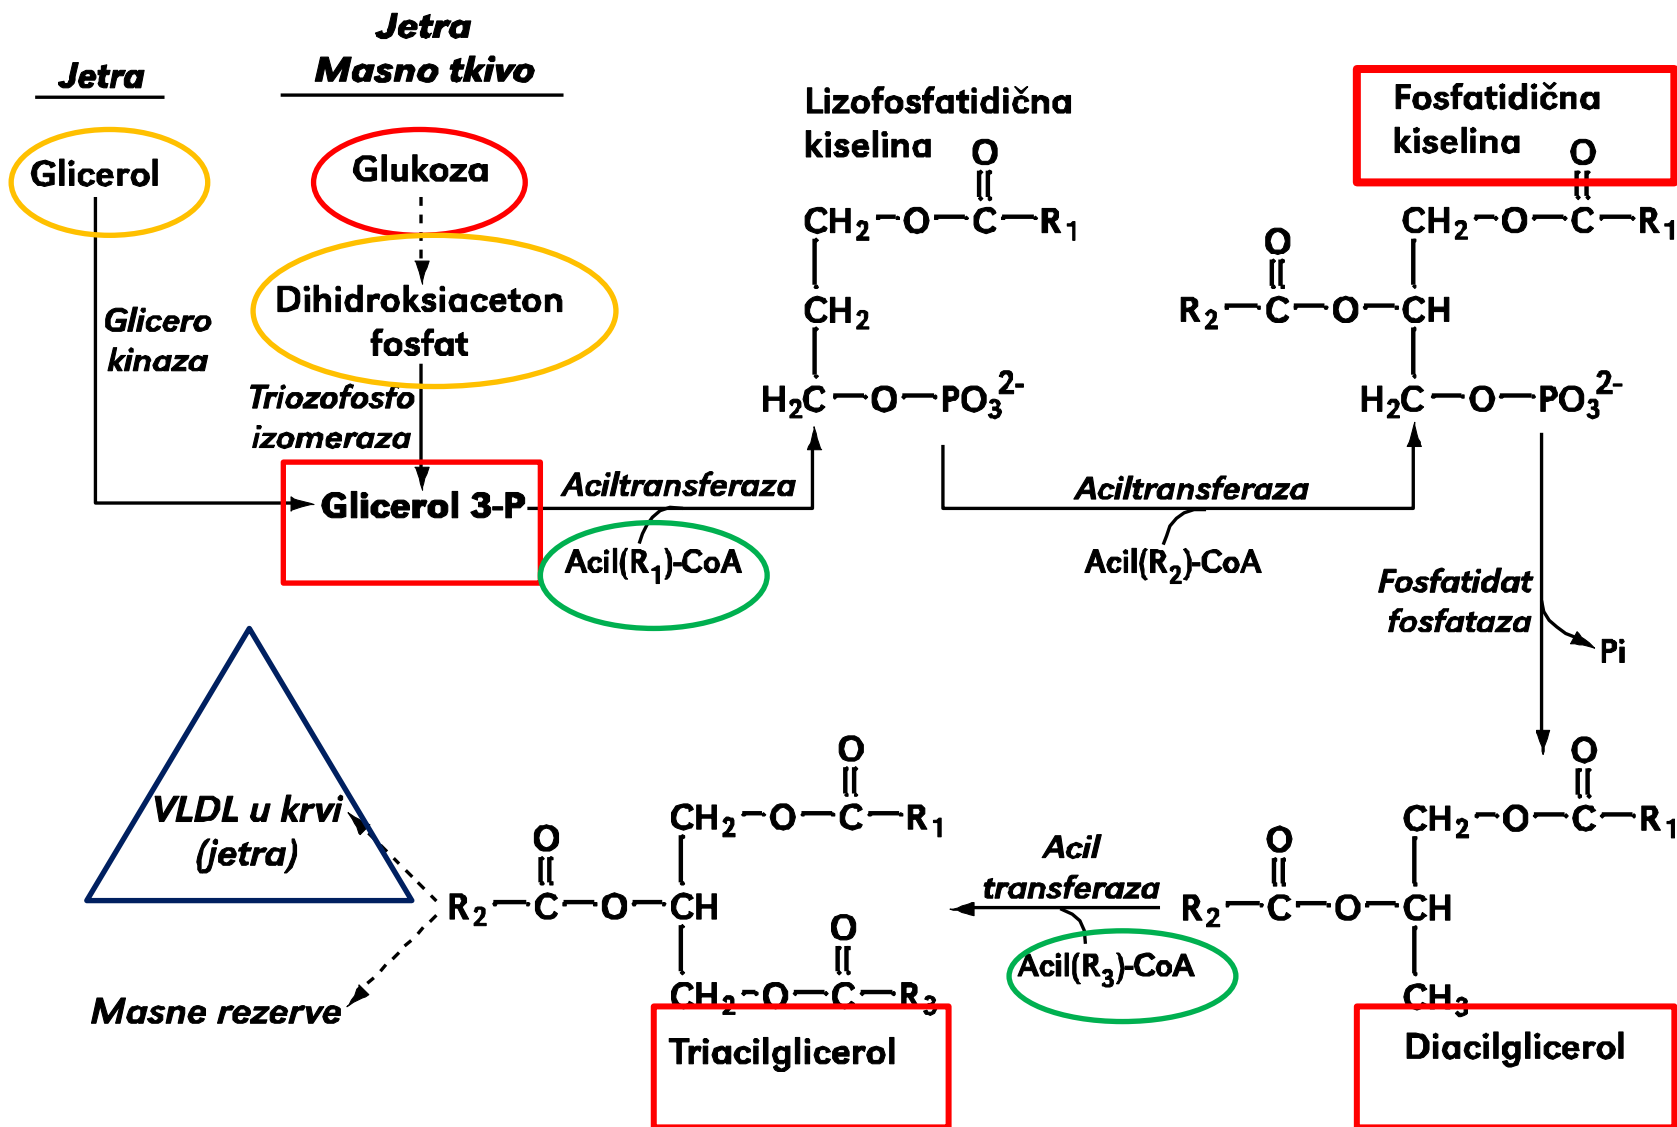 Jetra
Jetra
Masno tkivo
Glicerol
Glukoza
Dihidroksiaceton
fosfat
Glicero
kinaza
Triozofosfo
izomeraza
Glicerol 3-P
Aciltransferaza
Acil(R1)-CoA
Lizofosfatidična
kiselina
O
CH2-O-C-R1
CH2
H2C-O-PO3 2-
Aciltransferaza
Acil(R2)-CoA
Fosfatidična
kiselina
O
CH2-O-C-R1
O
R2-C-O-CH
H2C-O-PO3 2-
Fosfatidat
fosfataza
Pi
O
CH2-O-C-R1
O
R2-C-O-CH
CH3
Diacilglicerol
Acil
transferaza
Acil(R3)-CoA
O
CH2-O-C-R1
O
R2-C-O-CH
O
CH2-O-C-R3
Triacilglicerol
VLDL u krvi
(jetra)
Masne rezerve